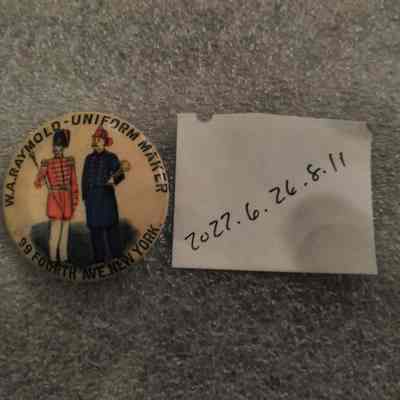 W.A.RAYMOLD-UNIFORM MAKER
99 FOURTH AVE. NEW YORK.
2022.6.26.8.11